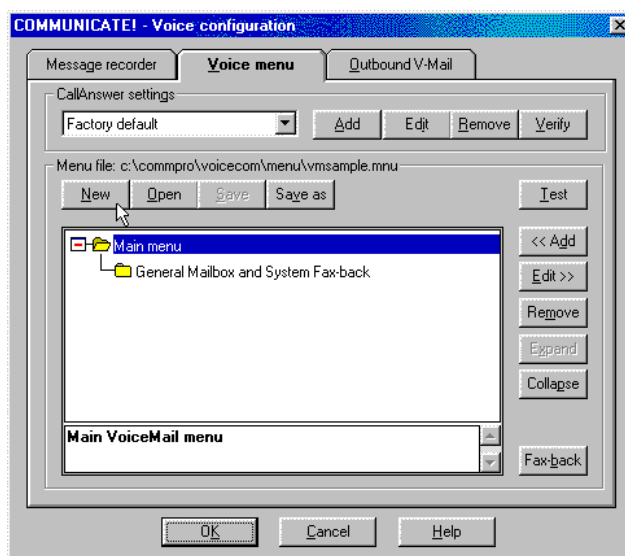 COMMUNICATE! - Voice configuration
Message recorder Voice menu Outbound V-Mail
CallAnswer settings
Factory default Add Edit Remove Verify
Menu file: c:\commpro\voicecom\menu\vmsample.mnu
New Open Save Save as Test
Main menu << Add
General Mailbox and System Fax-back Edit >>
Remove
Expand
Collapse
Main VoiceMail menu
Fax-back
OK Cancel Help